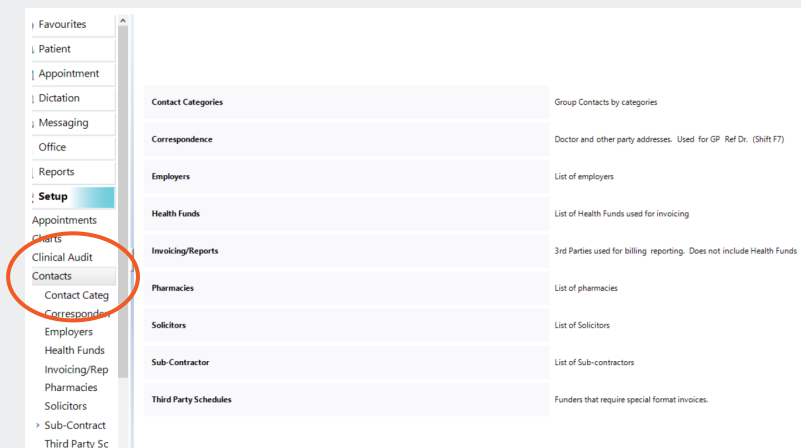 Favourites
Patient
Appointment
Dictation
Messaging
Office
Reports
Setup
Appointments
Charts
Clinical Audit
Contacts
Contact Categ
Corresponden
Employers
Health Funds
Invoicing/Rep
Pharmacies
Solicitors
Sub-Contract
Third Party Sc
Contact Categories Group Contacts by categories
Correspondence Doctor and other party addresses. Used for GP Ref Dr. (Shift F7)
Employers List of employers
Health Funds List of Health Funds used for invoicing
Invoicing/Reports 3rd Parties used for billing reporting. Does not include Health Funds
Pharmacies List of pharmacies
Solicitors List of Solicitors
Sub-Contractor List of Sub-contractors
Third Party Schedules Funders that require special format invoices.